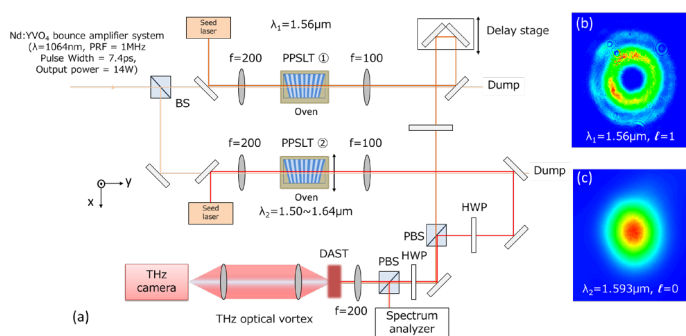 Nd:YVO₄ bounce amplifier system
(λ=1064nm, PRF = 1MHz
Pulse Width = 7.4ps,
Output power = 14W)
BS
Seed
laser
λ₁=1.56μm
f=200
PPSLT ①
f=100
Oven
Delay stage
Dump
f=200
PPSLT ②
f=100
Oven
Seed
laser
λ₂=1.50~1.64μm
Dump
x
y
HWP
PBS
DAST
PBS
HWP
f=200
THz
camera
THz optical vortex
Spectrum
analyzer
(a)
(b)
λ₁=1.56μm, ℓ=1
(c)
λ₂=1.593μm, ℓ=0